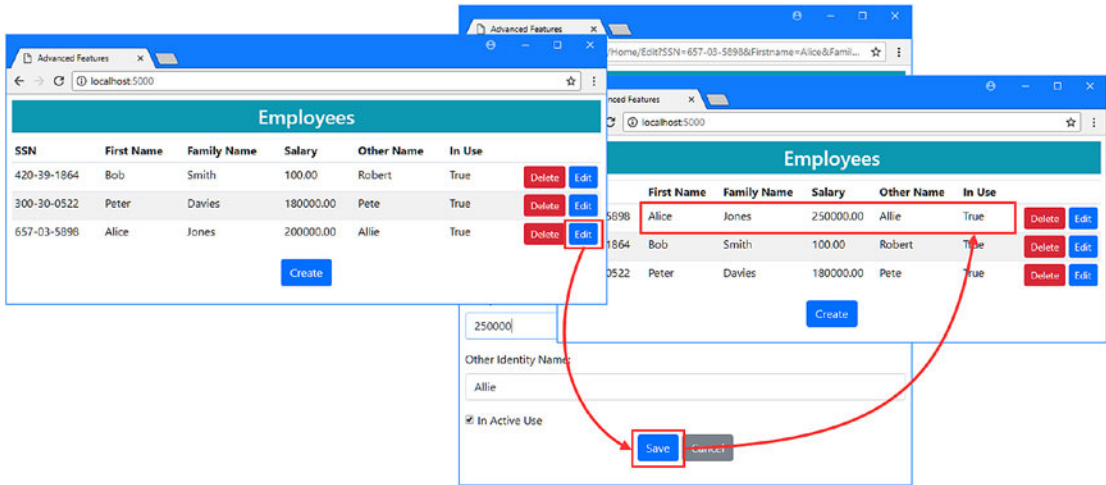 Advanced Features
localhost:5000
Employees
SSN First Name Family Name Salary Other Name In Use
420-39-1864 Bob Smith 100.00 Robert True Delete Edit
300-30-0522 Peter Davies 180000.00 Pete True Delete Edit
657-03-5898 Alice Jones 200000.00 Allie True Delete Edit
Create
Advanced Features
/Home/Edit?SSN=657-03-5898&Firstname=Alice&Famil...
250000
Other Identity Name:
Allie
In Active Use
Save Cancel
nced Features
localhost:5000
Employees
First Name Family Name Salary Other Name In Use
5898 Alice Jones 250000.00 Allie True Delete Edit
1864 Bob Smith 100.00 Robert True Delete Edit
0522 Peter Davies 180000.00 Pete True Delete Edit
Create